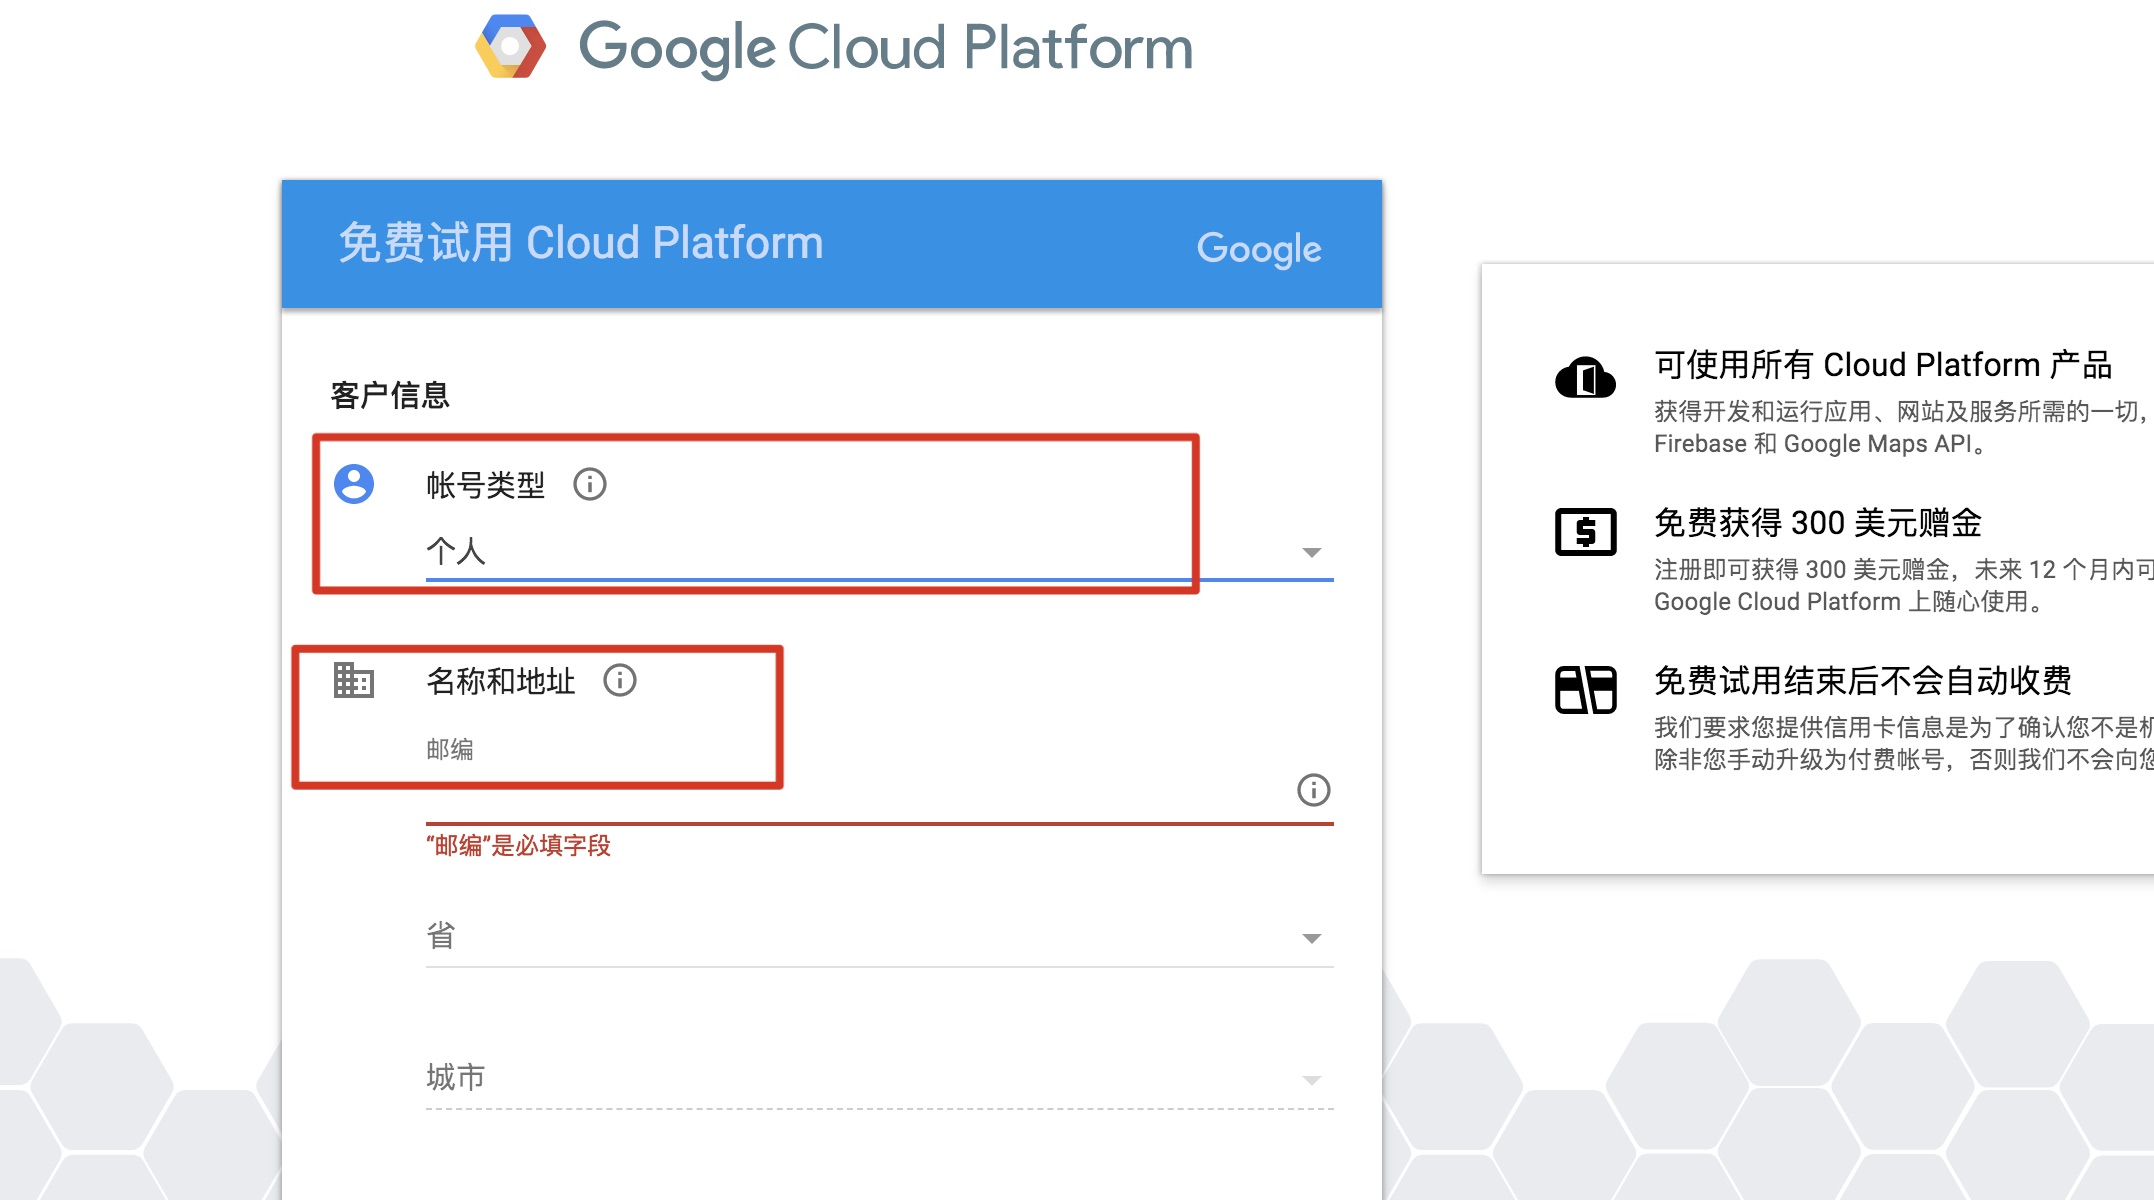 Google Cloud Platform
免费试用 Cloud Platform
Google
客户信息
帐号类型
个人
名称和地址
邮编
“邮编”是必填字段
省
城市
可使用所有 Cloud Platform 产品
获得开发和运行应用、网站及服务所需的一切，
Firebase 和 Google Maps API。
免费获得 300 美元赠金
注册即可获得 300 美元赠金，未来 12 个月内可
Google Cloud Platform 上随心使用。
免费试用结束后不会自动收费
我们要求您提供信用卡信息是为了确认您不是机
除非您手动升级为付费帐号，否则我们不会向您